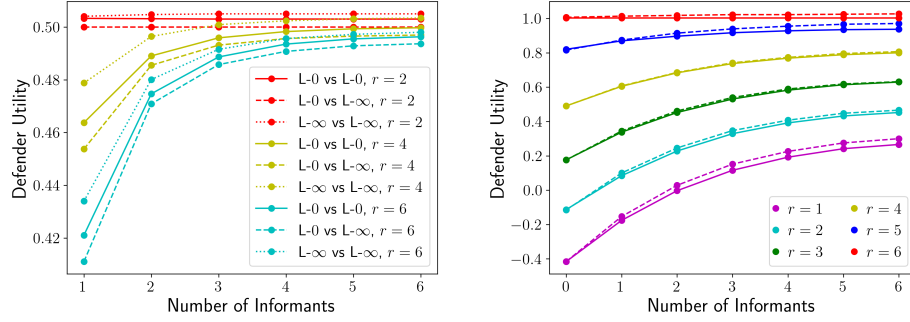 0.50
0.48
0.46
0.44
0.42
Defender Utility
1 2 3 4 5 6
Number of Informants
L-0 vs L-0, r = 2
L-0 vs L-∞, r = 2
L-∞ vs L-∞, r = 2
L-0 vs L-0, r = 4
L-0 vs L-∞, r = 4
L-∞ vs L-∞, r = 4
L-0 vs L-0, r = 6
L-0 vs L-∞, r = 6
L-∞ vs L-∞, r = 6
1.0
0.8
0.6
0.4
0.2
0.0
−0.2
−0.4
Defender Utility
0 1 2 3 4 5 6
Number of Informants
r = 1 r = 4
r = 2 r = 5
r = 3 r = 6